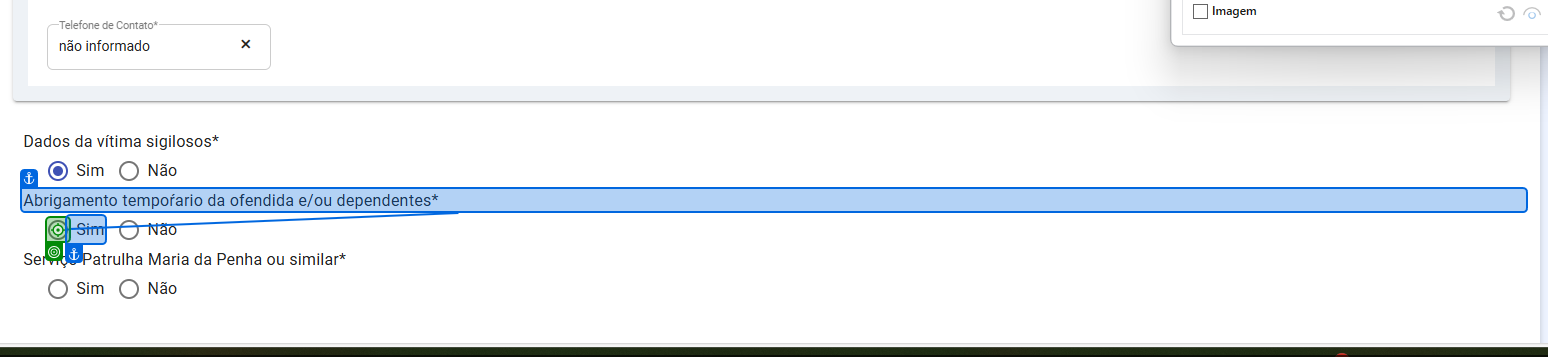 Telefone de Contato*
não informado
Imagem
Dados da vítima sigilosos*
Sim Não
Abrigamento tempoŕario da ofendida e/ou dependentes*
Sim Não
Serviço Patrulha Maria da Penha ou similar*
Sim Não